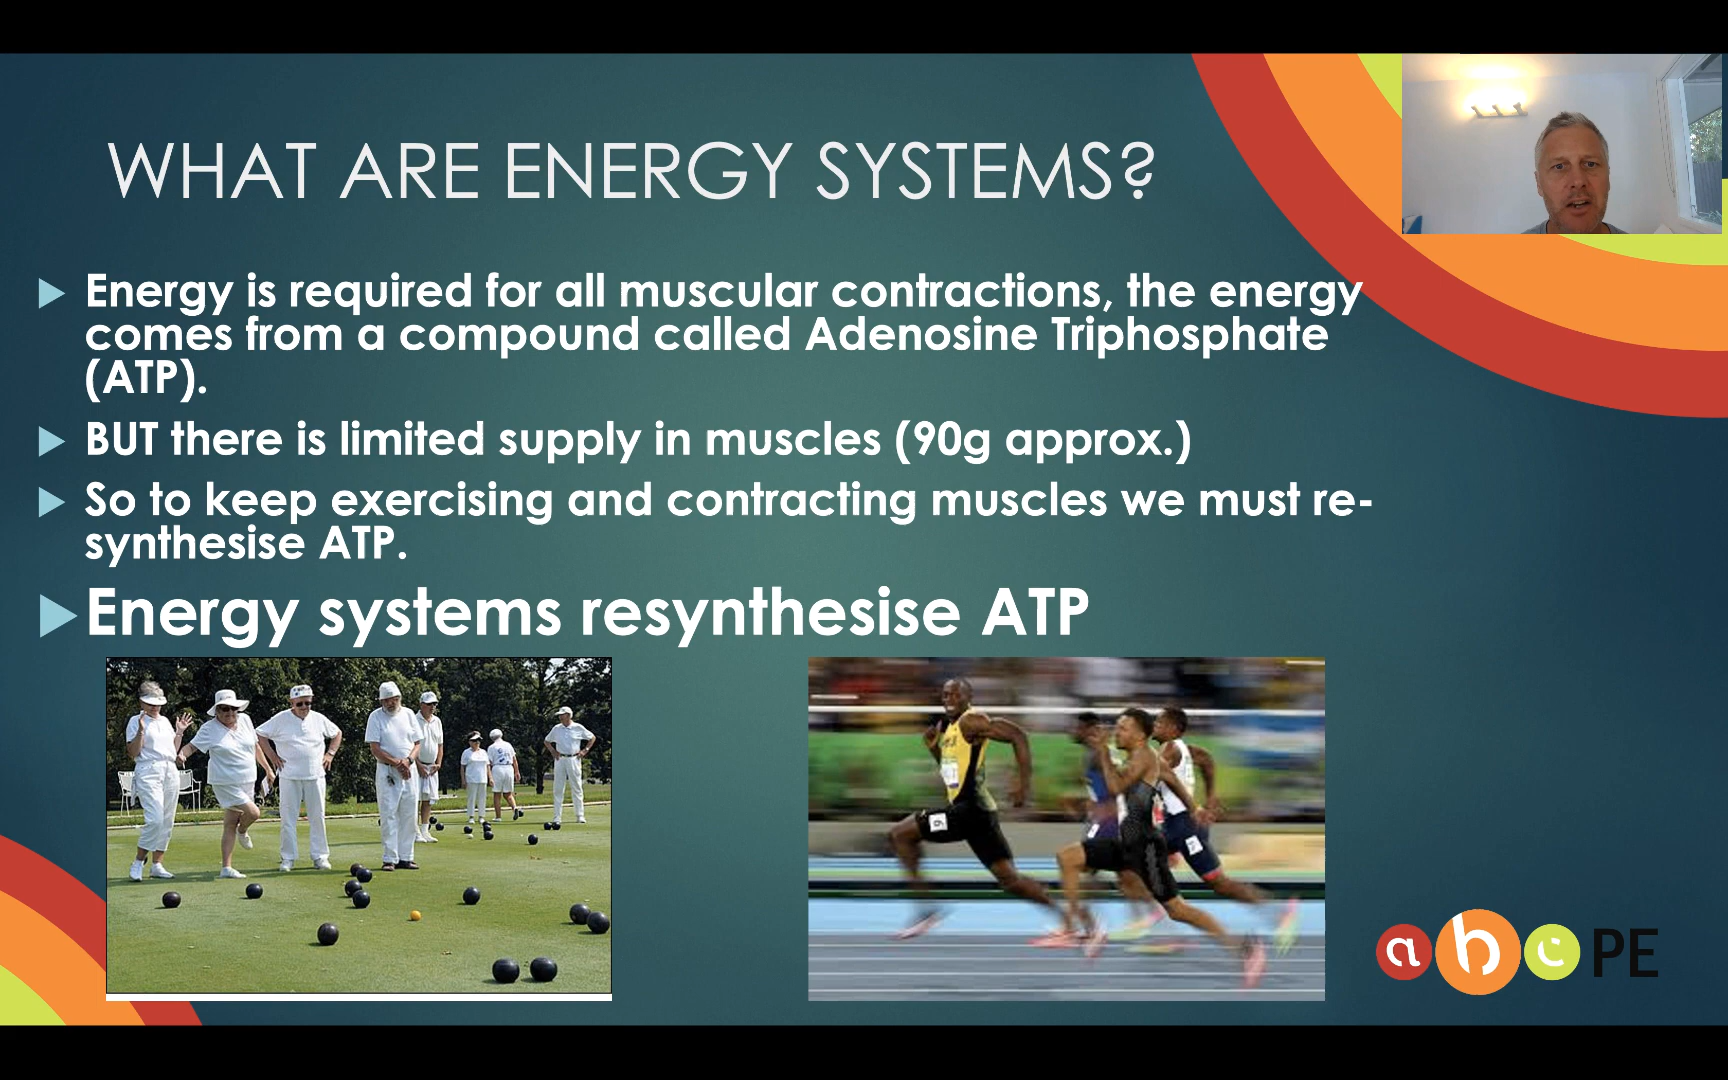 WHAT ARE ENERGY SYSTEMS?
Energy is required for all muscular contractions, the energy
comes from a compound called Adenosine Triphosphate
(ATP).
BUT there is limited supply in muscles (90g approx.)
So to keep exercising and contracting muscles we must re-
synthesise ATP.
Energy systems resynthesise ATP
abc PE